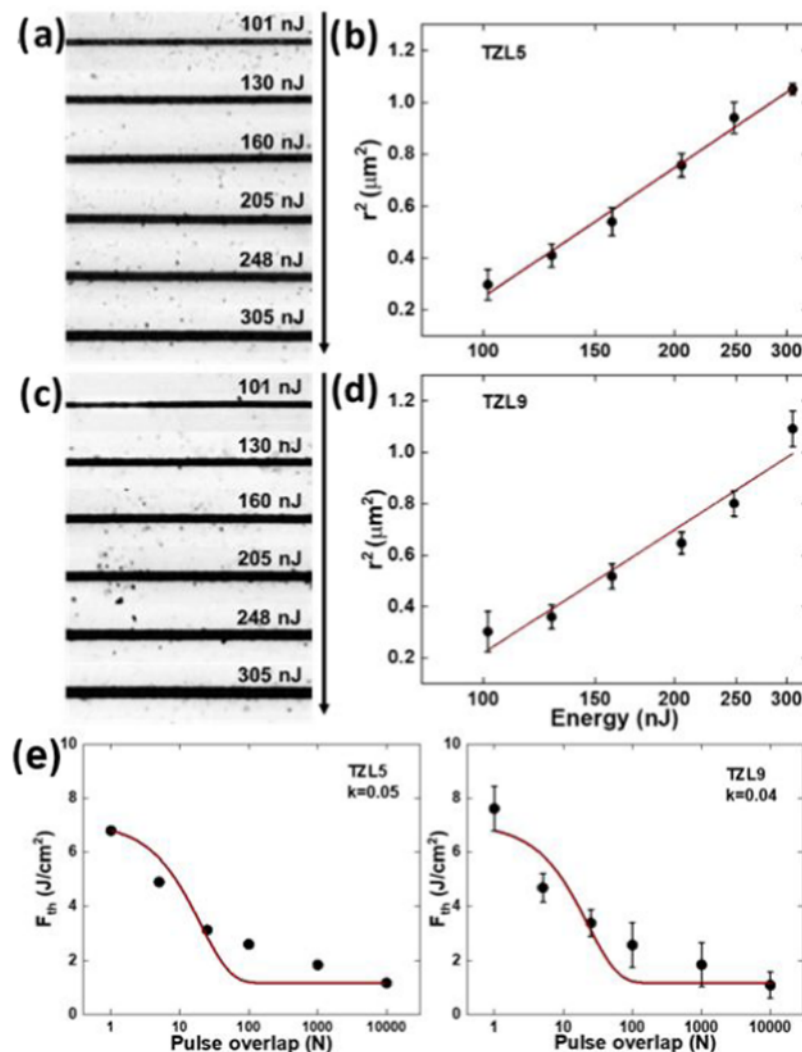 (a)
101 nJ
130 nJ
160 nJ
205 nJ
248 nJ
305 nJ
(b)
TZL5
1.2
1.0
0.8
0.6
0.4
0.2
r² (μm²)
100 150 200 250 300
(c)
101 nJ
130 nJ
160 nJ
205 nJ
248 nJ
305 nJ
(d)
TZL9
1.2
1.0
0.8
0.6
0.4
0.2
r² (μm²)
100 150 200 250 300
Energy (nJ)
(e)
10
8
6
4
2
0
F_th (J/cm²)
TZL5
k=0.05
1 10 100 1000 10000
Pulse overlap (N)
10
8
6
4
2
0
F_th (J/cm²)
TZL9
k=0.04
1 10 100 1000 10000
Pulse overlap (N)